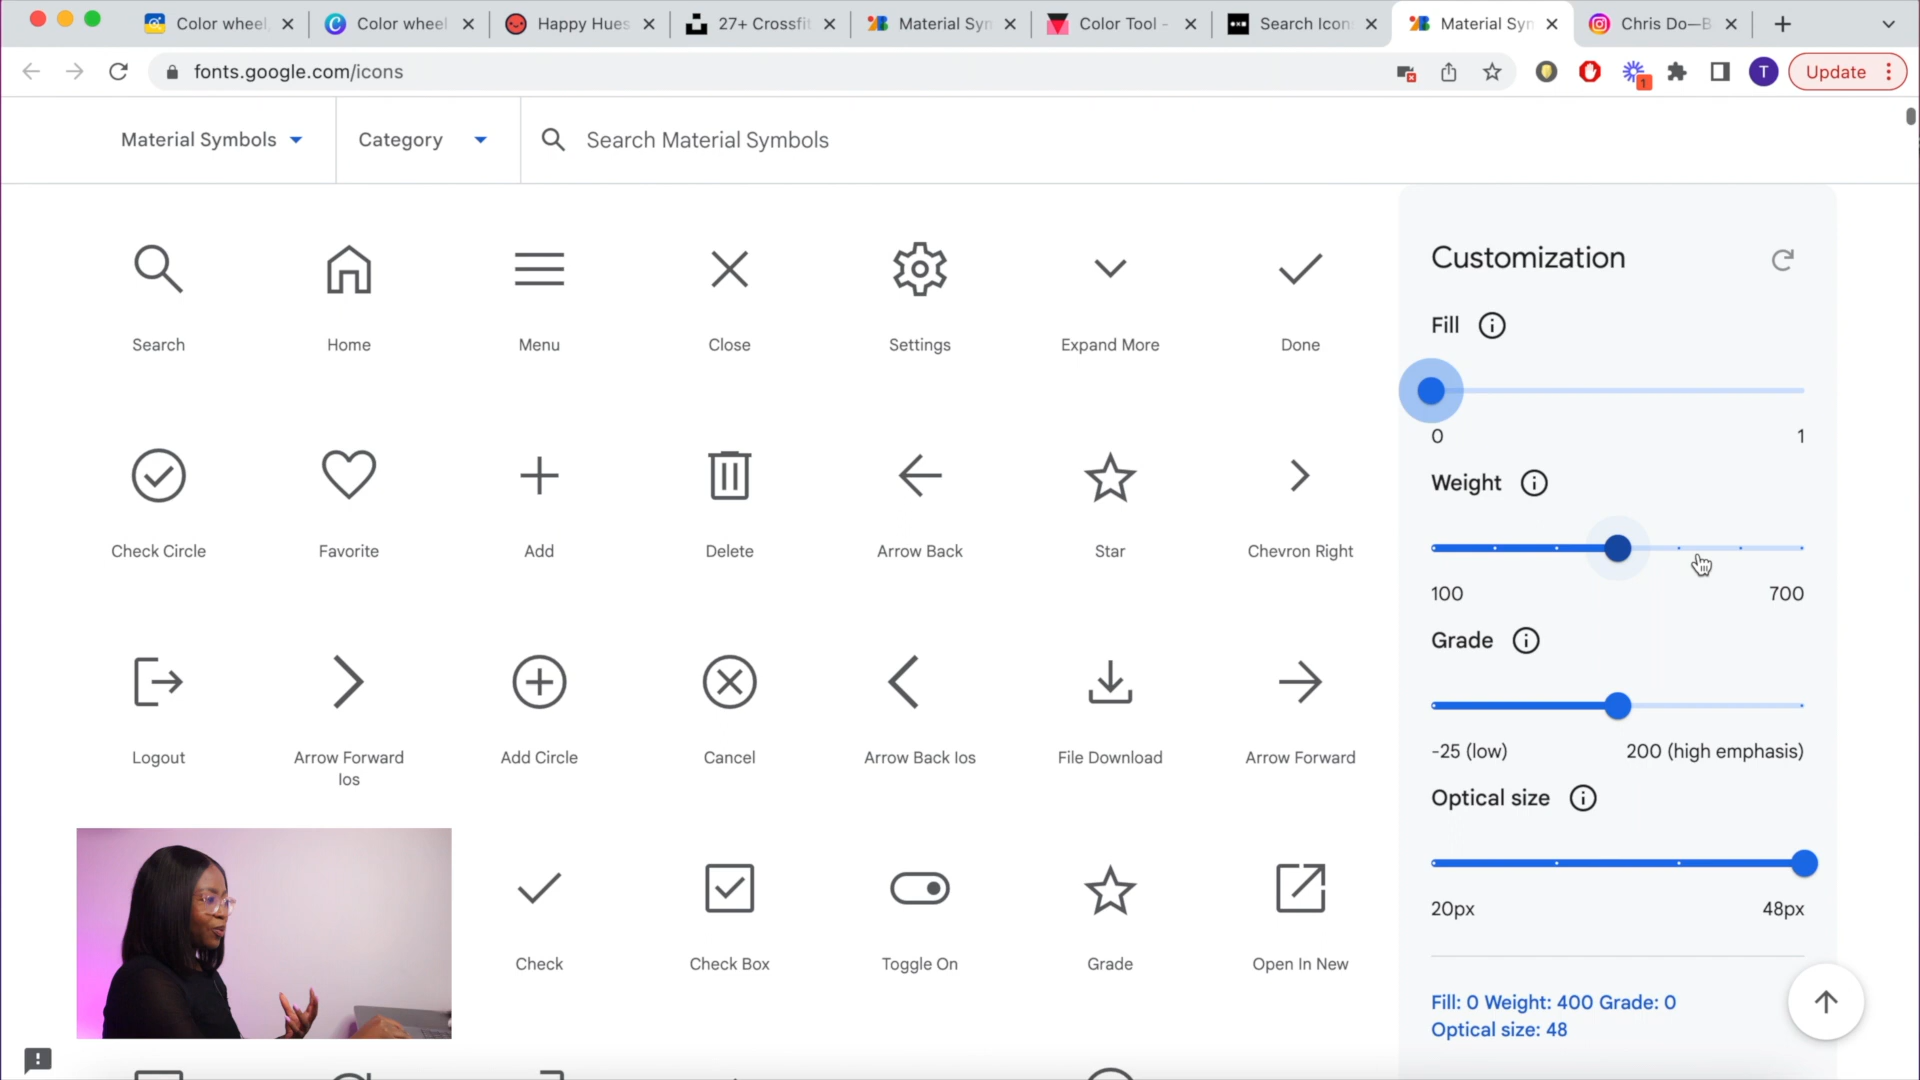 Color wheel,
Color wheel
Happy Hues
27+ Crossfit
Material Syn
Color Tool -
Search Icons
Material Syn
Chris Do—B
fonts.google.com/icons
1
T
Update
Material Symbols
Category
Search Material Symbols
Search
Home
Menu
Close
Settings
Expand More
Done
Check Circle
Favorite
Add
Delete
Arrow Back
Star
Chevron Right
Logout
Arrow Forward
Ios
Add Circle
Cancel
Arrow Back Ios
File Download
Arrow Forward
Check
Check Box
Toggle On
Grade
Open In New
Customization
Fill
0
1
Weight
100
700
Grade
-25 (low)
200 (high emphasis)
Optical size
20px
48px
Fill: 0 Weight: 400 Grade: 0
Optical size: 48